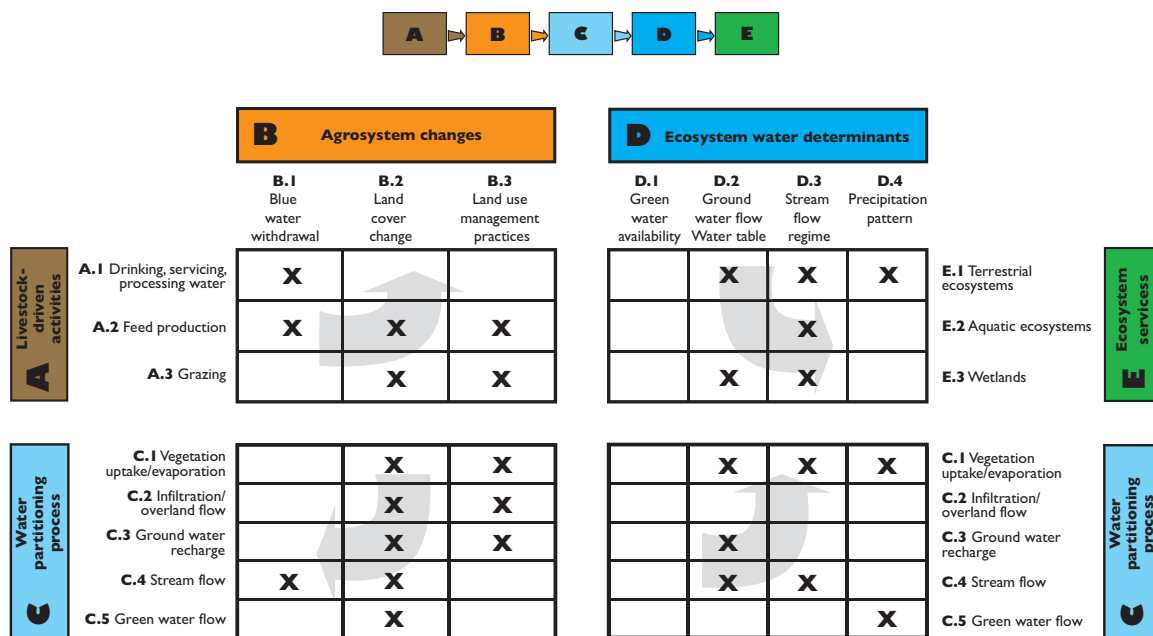 A B C D E
B Agrosystem changes
D Ecosystem water determinants
B.1
Blue
water
withdrawal
B.2
Land
cover
change
B.3
Land use
management
practices
D.1
Green
water
availability
D.2
Ground
water flow
Water table
D.3
Stream
flow
regime
D.4
Precipitation
pattern
A Livestock-
driven
activities
A.1 Drinking, servicing,
processing water
X
A.2 Feed production
X X X
A.3 Grazing
X X
X X X
E.1 Terrestrial
ecosystems
X
E.2 Aquatic ecosystems
X X
E.3 Wetlands
E Ecosystem
servicess
C Water
partitioning
process
C.1 Vegetation
uptake/evaporation
X X
C.2 Infiltration/
overland flow
X X
C.3 Ground water
recharge
X X
C.4 Stream flow
X X
C.5 Green water flow
X
X X X
C.1 Vegetation
uptake/evaporation
C.2 Infiltration/
overland flow
X
C.3 Ground water
recharge
X X
C.4 Stream flow
X
C.5 Green water flow
C Water
partitioning
process